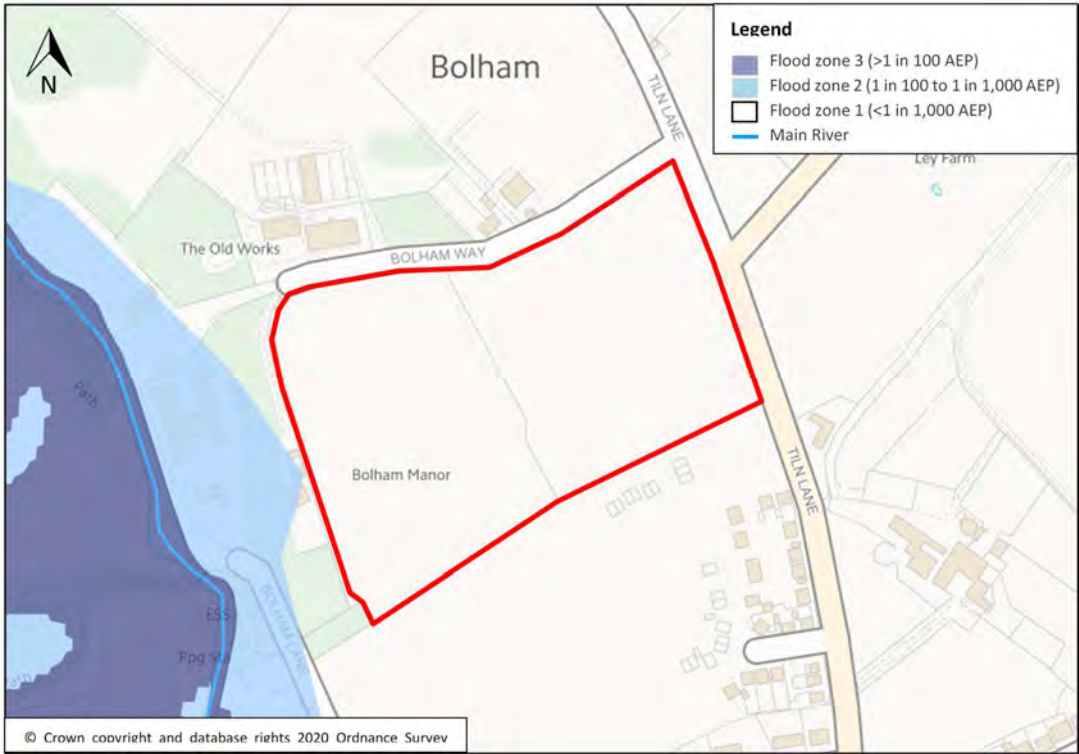 N
Bolham
TILN LANE
Legend
Flood zone 3 (>1 in 100 AEP)
Flood zone 2 (1 in 100 to 1 in 1,000 AEP)
Flood zone 1 (<1 in 1,000 AEP)
Main River
Ley Farm
The Old Works
BOLHAM WAY
Path
Bolham Manor
TILN LANE
BOLHAM LANE
ESS
Ppg Sta
© Crown copyright and database rights 2020 Ordnance Survey